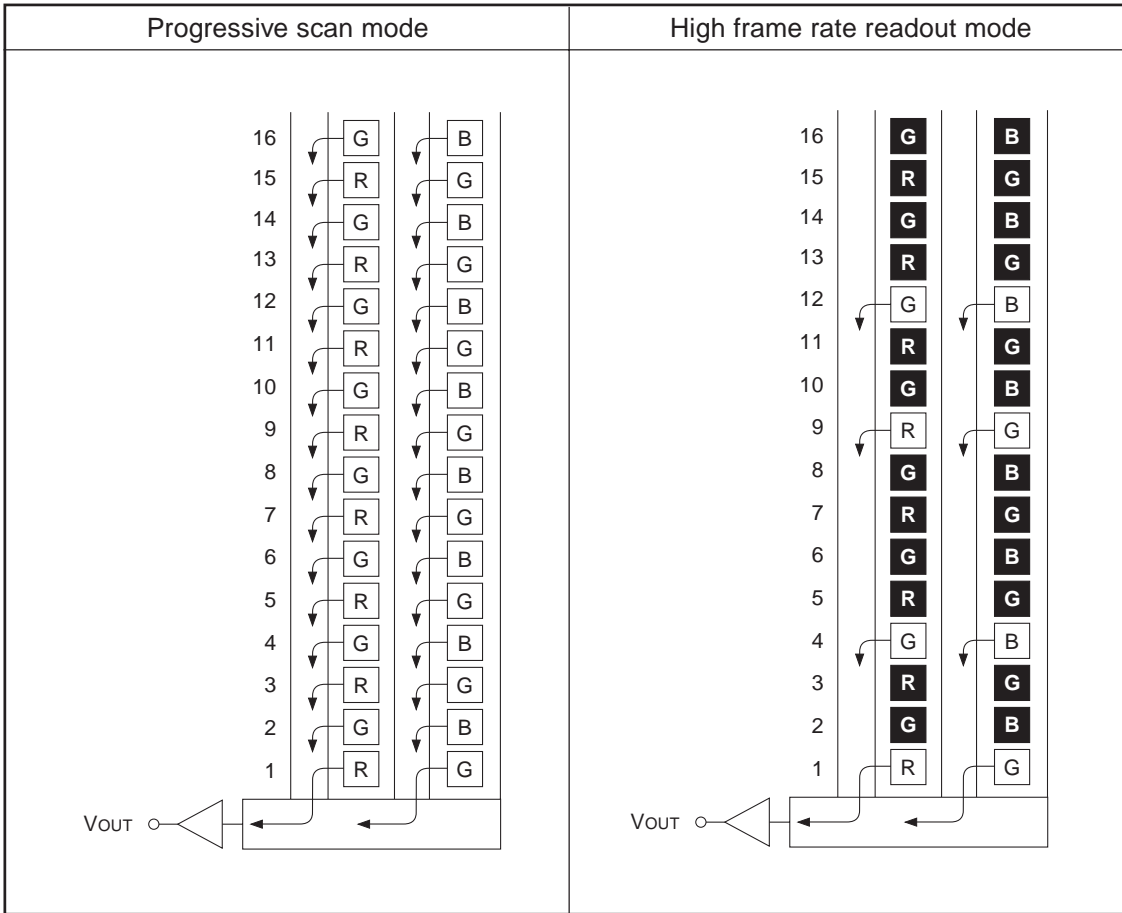 Progressive scan mode High frame rate readout mode
16 G B 16 G B
15 R G 15 R G
14 G B 14 G B
13 R G 13 R G
12 G B 12 G B
11 R G 11 R G
10 G B 10 G B
9 R G 9 R G
8 G B 8 G B
7 R G 7 R G
6 G B 6 G B
5 R G 5 R G
4 G B 4 G B
3 R G 3 R G
2 G B 2 G B
1 R G 1 R G
VOUT VOUT